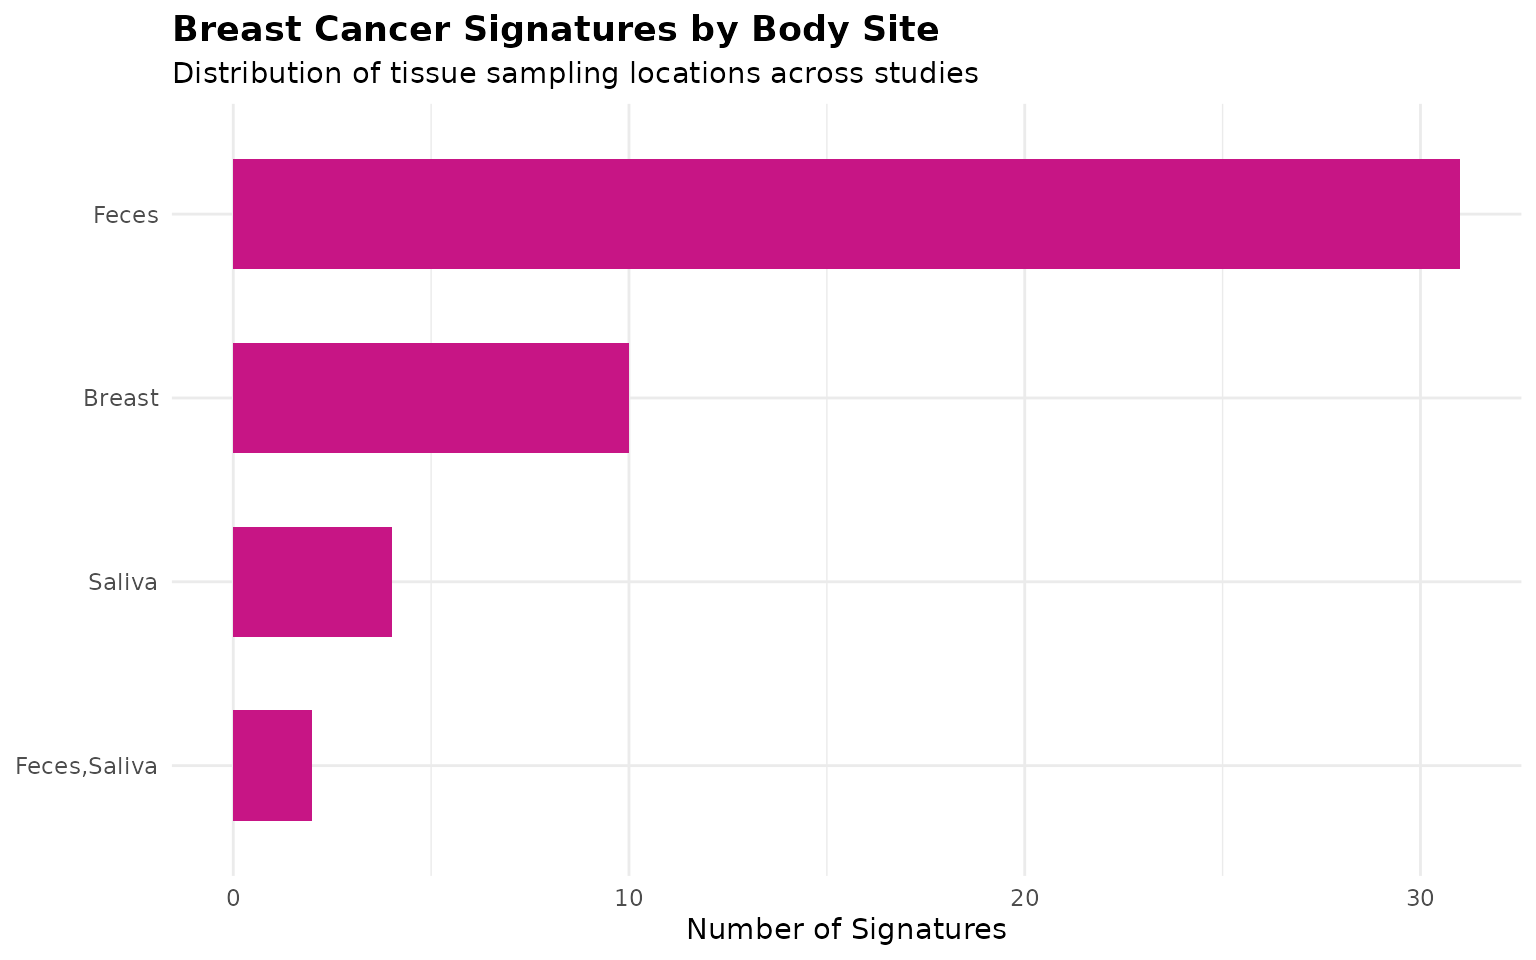 Breast Cancer Signatures by Body Site
Distribution of tissue sampling locations across studies
Feces
Breast
Saliva
Feces,Saliva
0 10 20 30
Number of Signatures